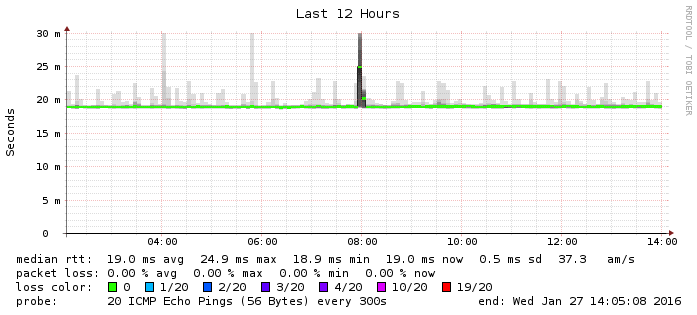 Last 12 Hours
RRDTOOL / TOBI OETIKER
Seconds
30 m
25 m
20 m
15 m
10 m
5 m
0
04:00 06:00 08:00 10:00 12:00 14:00
median rtt: 19.0 ms avg 24.9 ms max 18.9 ms min 19.0 ms now 0.5 ms sd 37.3 am/s
packet loss: 0.00 % avg 0.00 % max 0.00 % min 0.00 % now
loss color: 0 1/20 2/20 3/20 4/20 10/20 19/20
probe: 20 ICMP Echo Pings (56 Bytes) every 300s end: Wed Jan 27 14:05:08 2016